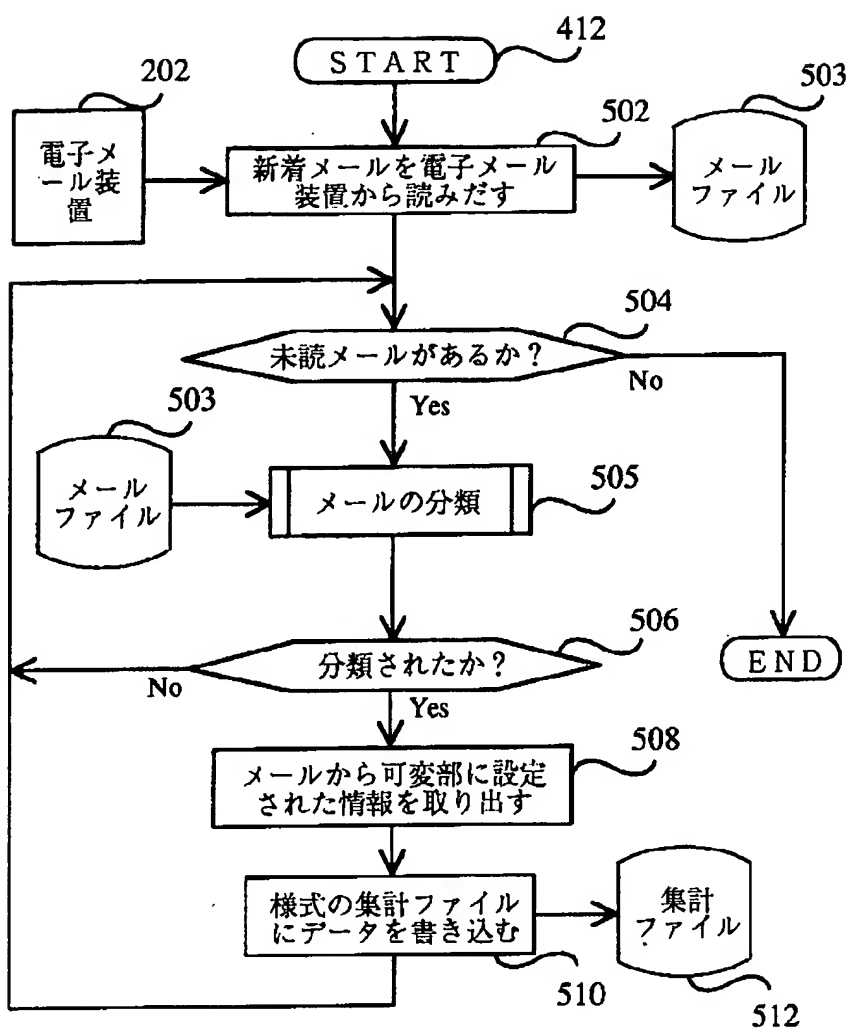 412
START
202
電子メ
ール装
置
502
新着メールを電子メール
装置から読みだす
503
メール
ファイル
504
未読メールがあるか?
No
Yes
503
メール
ファイル
505
メールの分類
506
分類されたか?
No
Yes
END
508
メールから可変部に設定
された情報を取り出す
様式の集計ファイル
にデータを書き込む
510
集計
ファイル
512